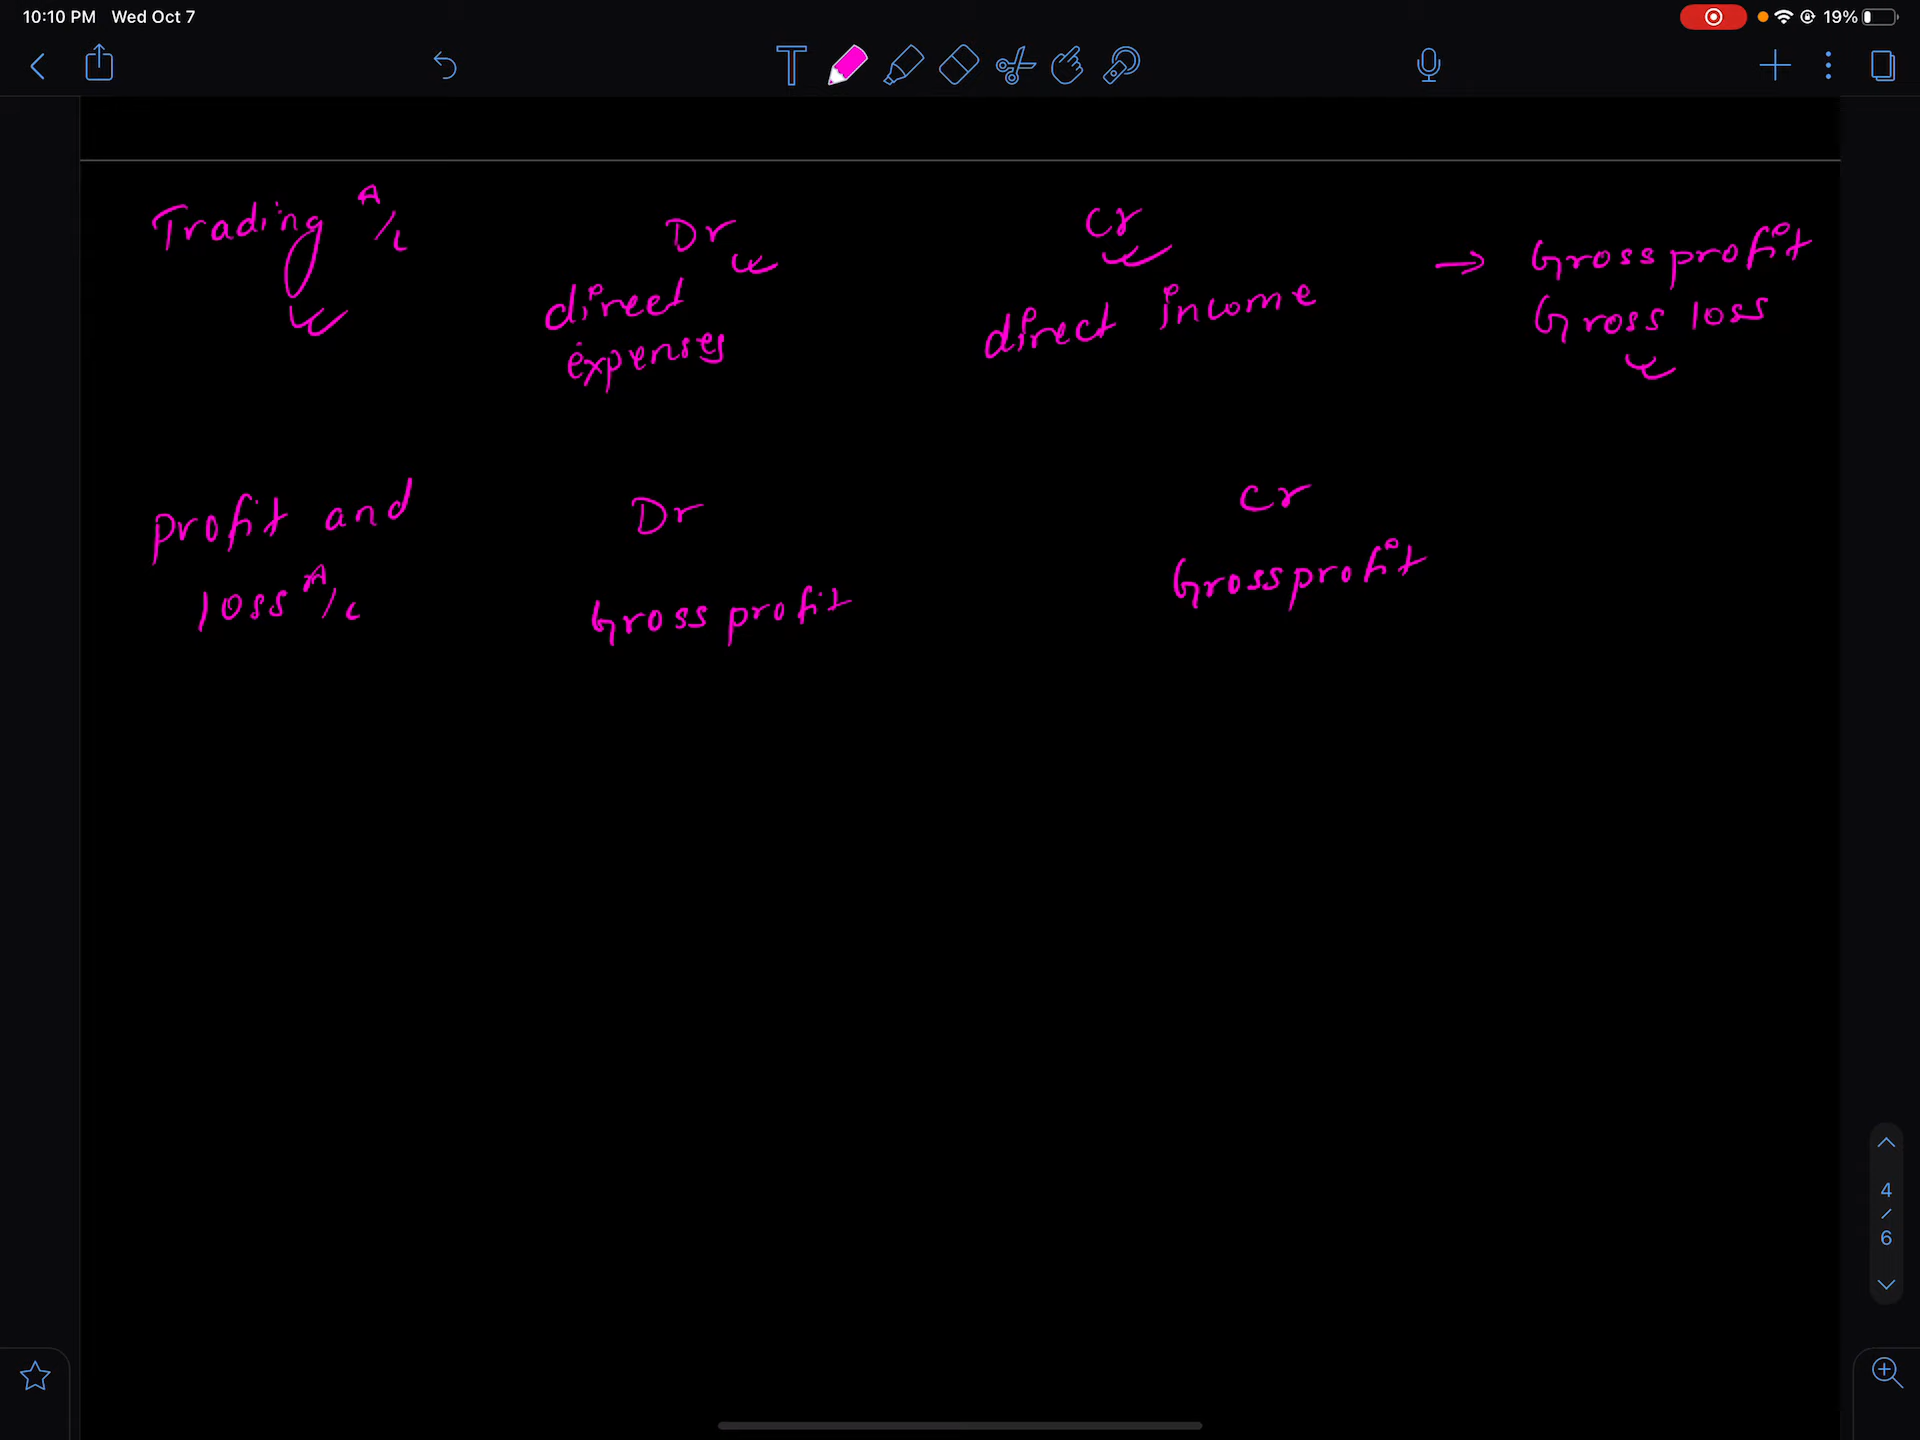 10:10 PM Wed Oct 7
19%
Trading A/c
Dr
Cr
direct
expenses
direct income
→ Gross profit
Gross loss
profit and
loss A/c
Dr
Gross profit
Cr
Gross profit
4
/
6